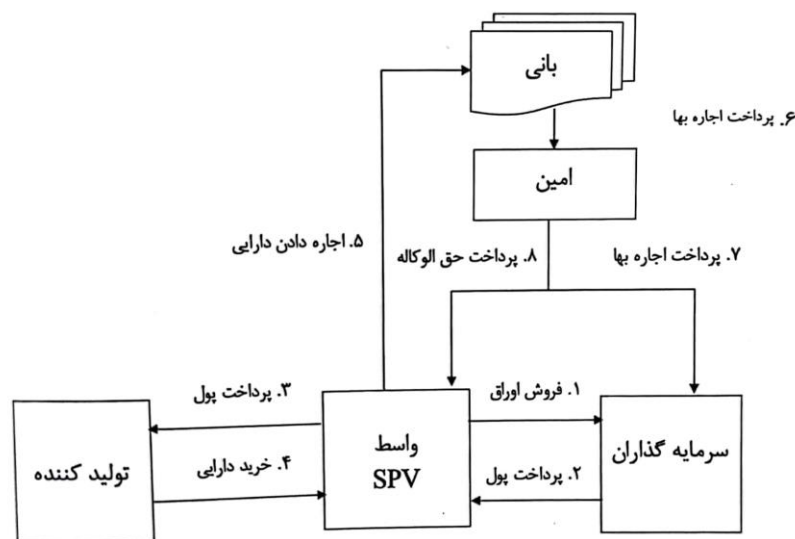 بانی
۶. پرداخت اجاره بها
امین
۵. اجاره دادن دارایی
۸. پرداخت حق الوکاله
۷. پرداخت اجاره بها
۳. پرداخت پول
۱. فروش اوراق
تولید کننده
واسط
SPV
سرمایه گذاران
۴. خرید دارایی
۲. پرداخت پول